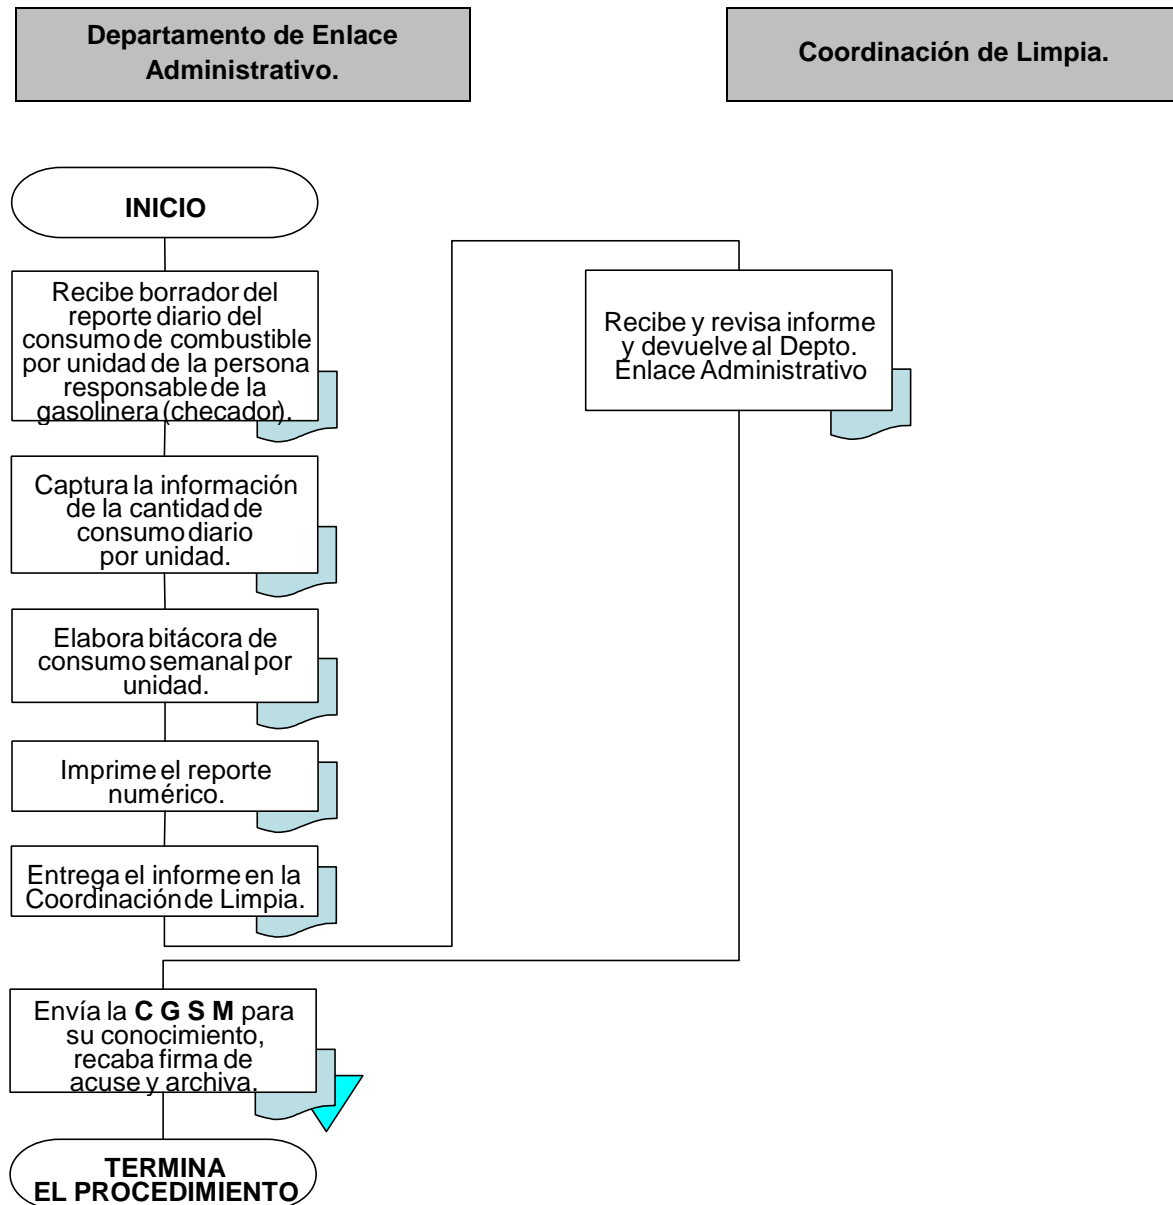 Departamento de Enlace
Administrativo.
Coordinación de Limpia.
INICIO
Recibe borrador del
reporte diario del
consumo de combustible
por unidad de la persona
responsable de la
gasolinera (checador).
Captura la información
de la cantidad de
consumo diario
por unidad.
Elabora bitácora de
consumo semanal por
unidad.
Imprime el reporte
numérico.
Entrega el informe en la
Coordinación de Limpia.
Recibe y revisa informe
y devuelve al Depto.
Enlace Administrativo
Envía la C G S M para
su conocimiento,
recaba firma de
acuse y archiva.
TERMINA
EL PROCEDIMIENTO